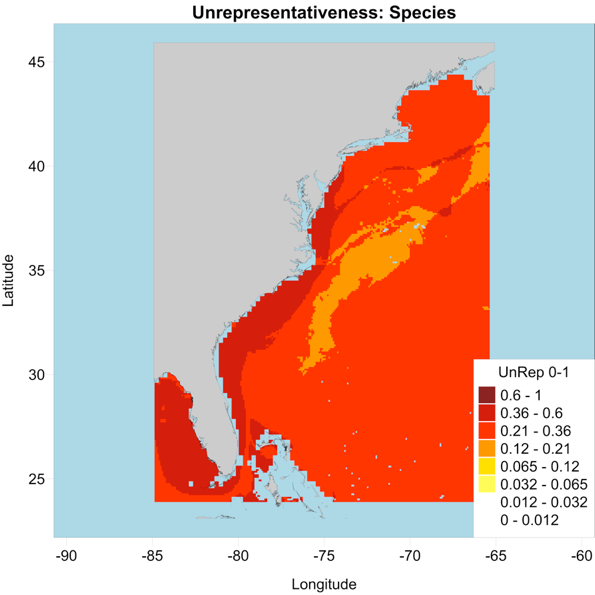 Unrepresentativeness: Species
45
40
35
30
25
Latitude
UnRep 0-1
0.6 - 1
0.36 - 0.6
0.21 - 0.36
0.12 - 0.21
0.065 - 0.12
0.032 - 0.065
0.012 - 0.032
0 - 0.012
-90 -85 -80 -75 -70 -65 -60
Longitude